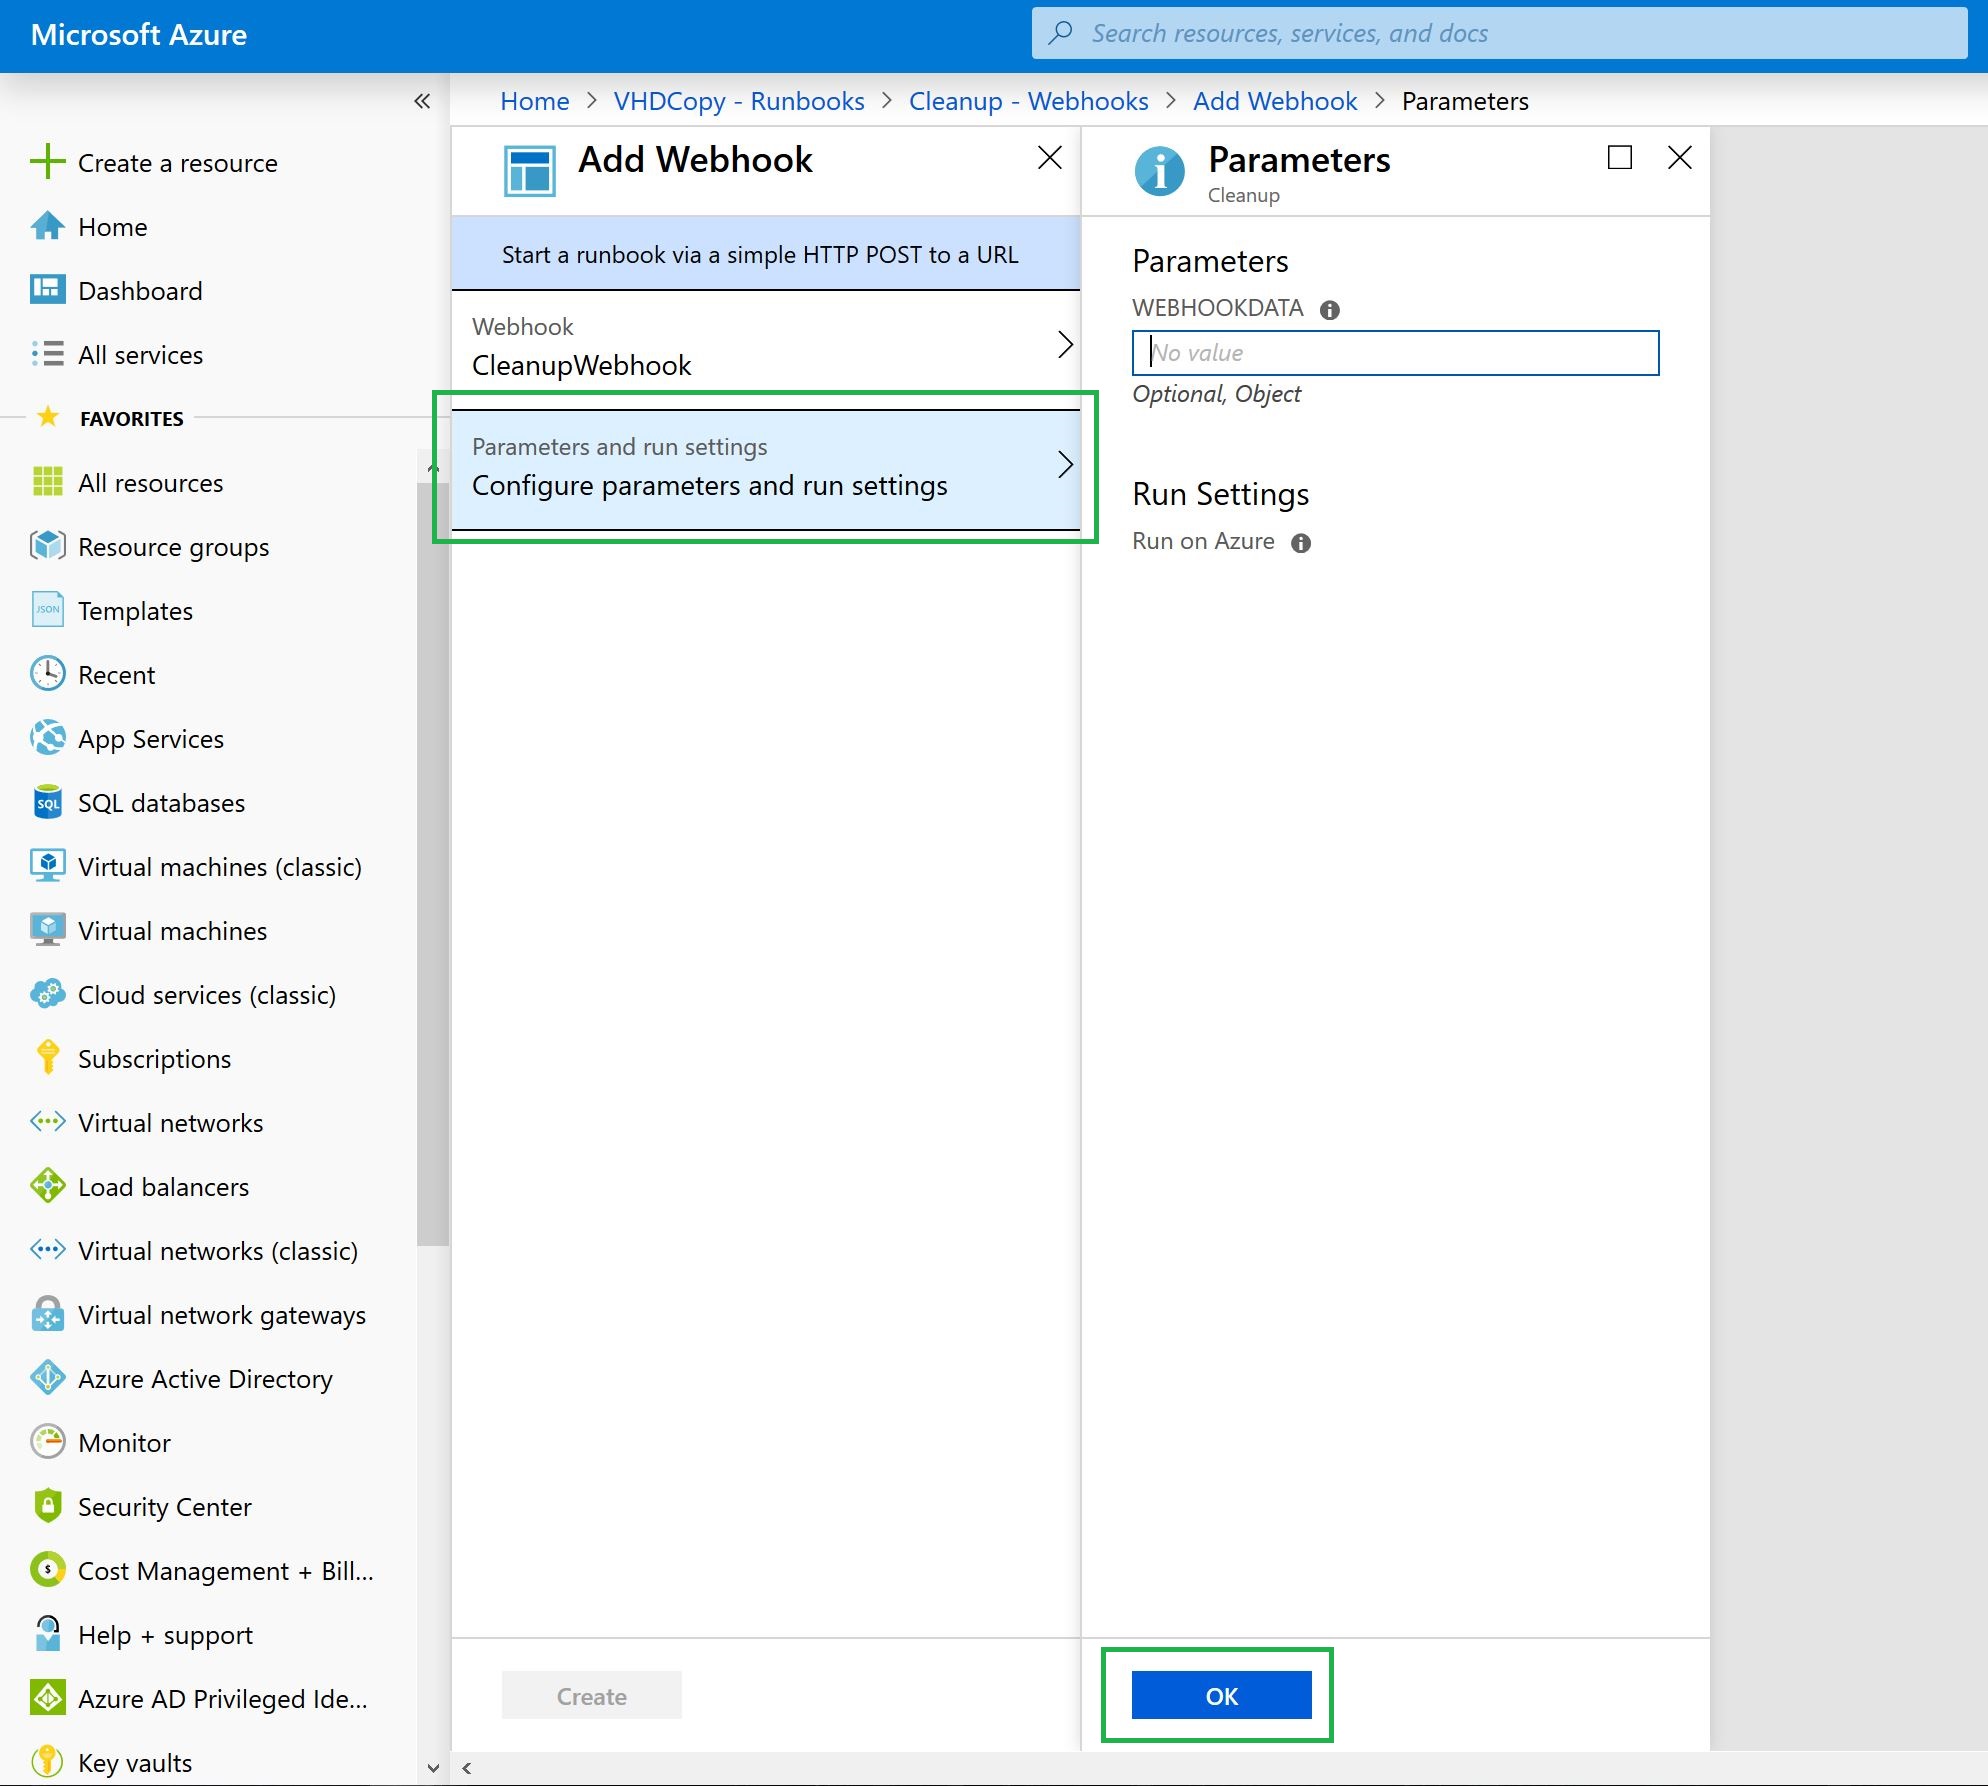 Microsoft Azure
Search resources, services, and docs
Home > VHDCopy - Runbooks > Cleanup - Webhooks > Add Webhook > Parameters
Create a resource
Home
Dashboard
All services
FAVORITES
All resources
Resource groups
JSON
Templates
Recent
App Services
SQL
SQL databases
Virtual machines (classic)
Virtual machines
Cloud services (classic)
Subscriptions
Virtual networks
Load balancers
Virtual networks (classic)
Virtual network gateways
Azure Active Directory
Monitor
Security Center
Cost Management + Bill...
Help + support
Azure AD Privileged Ide...
Key vaults
Add Webhook
Start a runbook via a simple HTTP POST to a URL
Webhook
CleanupWebhook
Parameters and run settings
Configure parameters and run settings
Create
Parameters
Cleanup
Parameters
WEBHOOKDATA
No value
Optional, Object
Run Settings
Run on Azure
OK